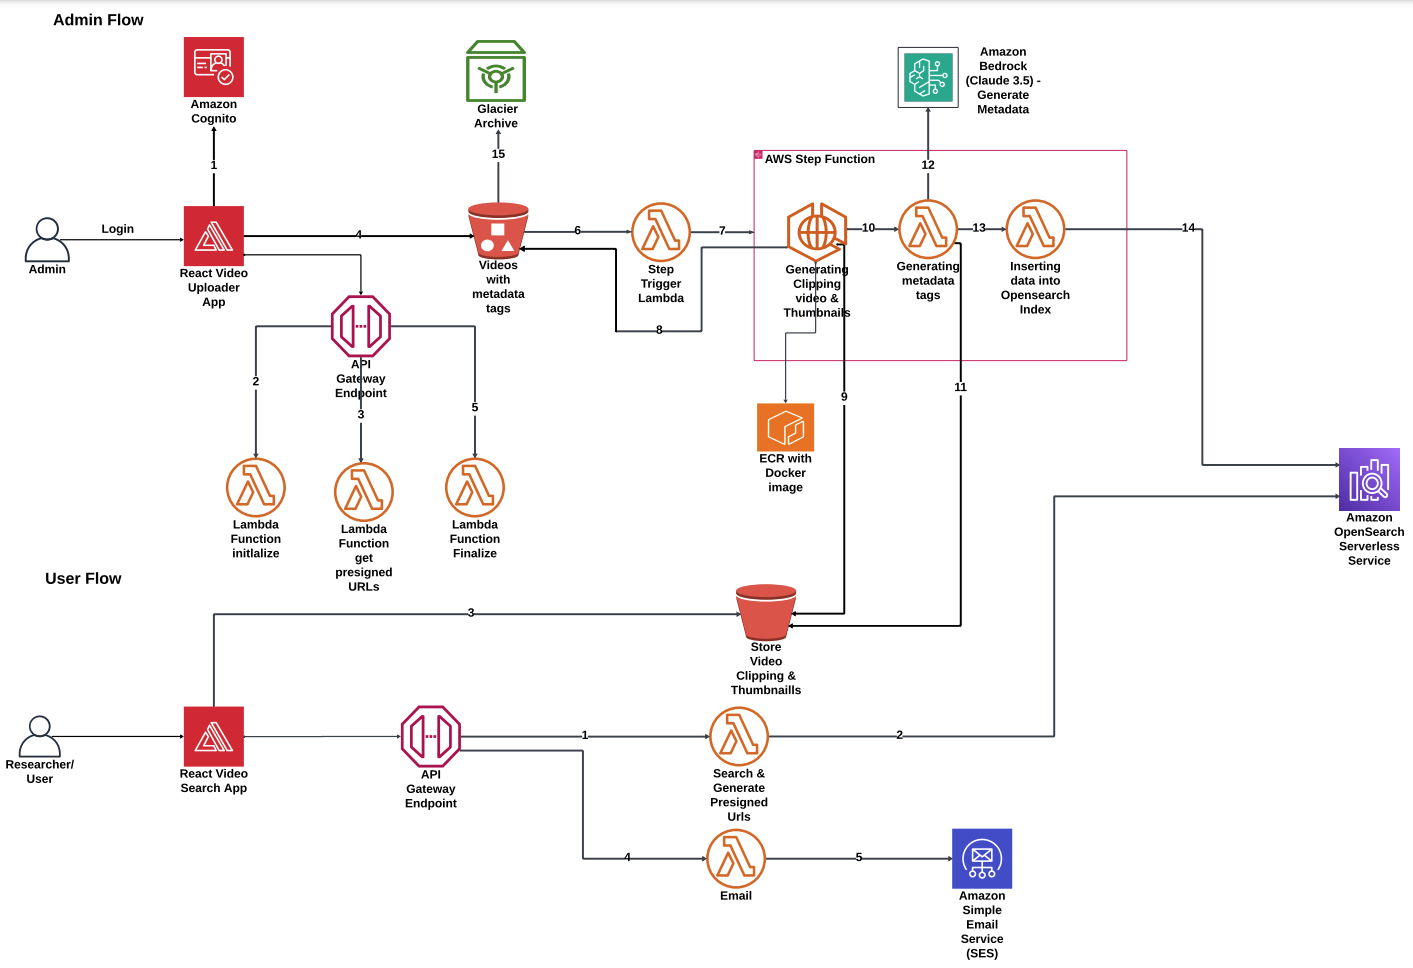 Admin Flow
Amazon
Cognito
1
Login
Admin
React Video
Uploader
App
4
Glacier
Archive
15
Videos
with
metadata
tags
6
Step
Trigger
Lambda
7
8
AWS Step Function
Generating
Clipping
video &
Thumbnails
10
Generating
metadata
tags
12
Amazon
Bedrock
(Claude 3.5) -
Generate
Metadata
13
Inserting
data into
Opensearch
Index
14
API
Gateway
Endpoint
2
3
5
Lambda
Function
initlalize
Lambda
Function
get
presigned
URLs
Lambda
Function
Finalize
ECR with
Docker
image
9
11
Amazon
OpenSearch
Serverless
Service
User Flow
3
Store
Video
Clipping &
Thumbnaills
Researcher/
User
React Video
Search App
API
Gateway
Endpoint
1
Search &
Generate
Presigned
Urls
2
4
Email
5
Amazon
Simple
Email
Service
(SES)